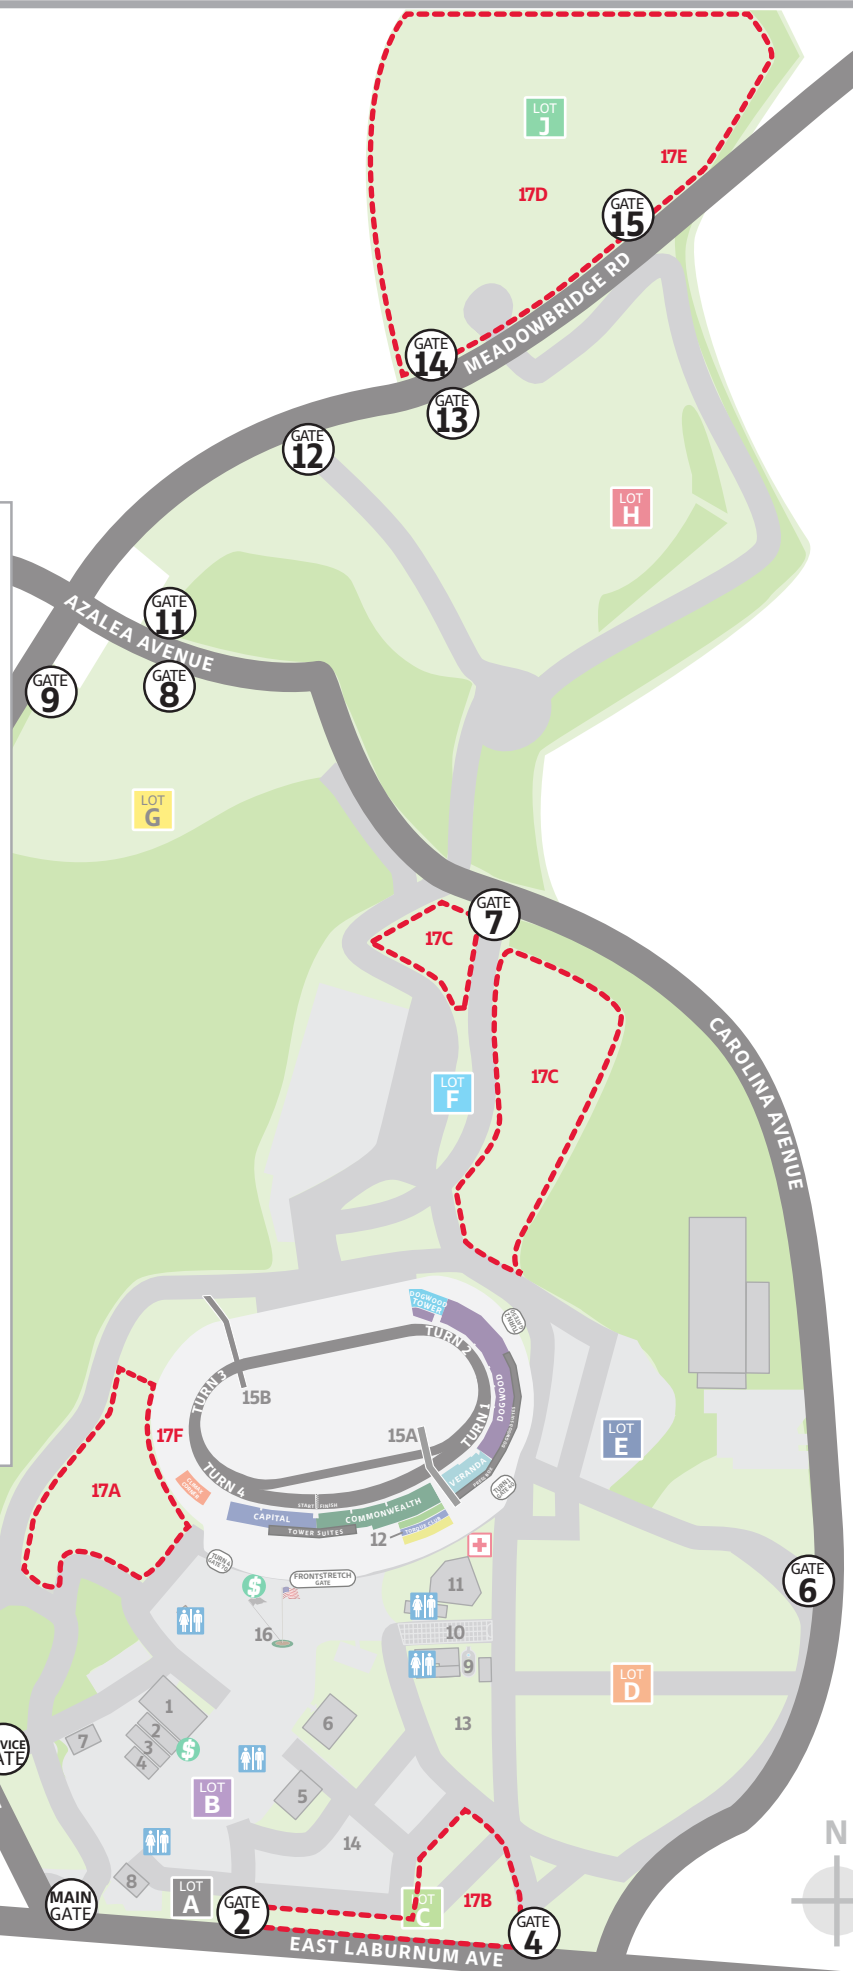 LOT
J
17E
17D
GATE
15
MEADOWBRIDGE RD
GATE
14
GATE
13
GATE
12
LOT
H
AZALEA AVENUE
GATE
11
GATE
9
GATE
8
LOT
G
GATE
7
17C
17C
LOT
F
CAROLINA AVENUE
DOGWOOD
TOWER
TURN 2
TURN 3
15B
DOGWOOD
TURN 1
15A
17F
LOT
E
VERANDA
TURN 4
17A
START
FINISH
CAPITAL
COMMONWEALTH
TOWER SUITES
12
FRONTSTRETCH
GATE
GATE
6
11
16
10
9
LOT
D
1
2
3
4
7
6
13
VICE
ATE
LOT
B
5
14
8
LOT
A
MAIN
GATE
GATE
2
LOT
C
17B
GATE
4
EAST LABURNUM AVE
N